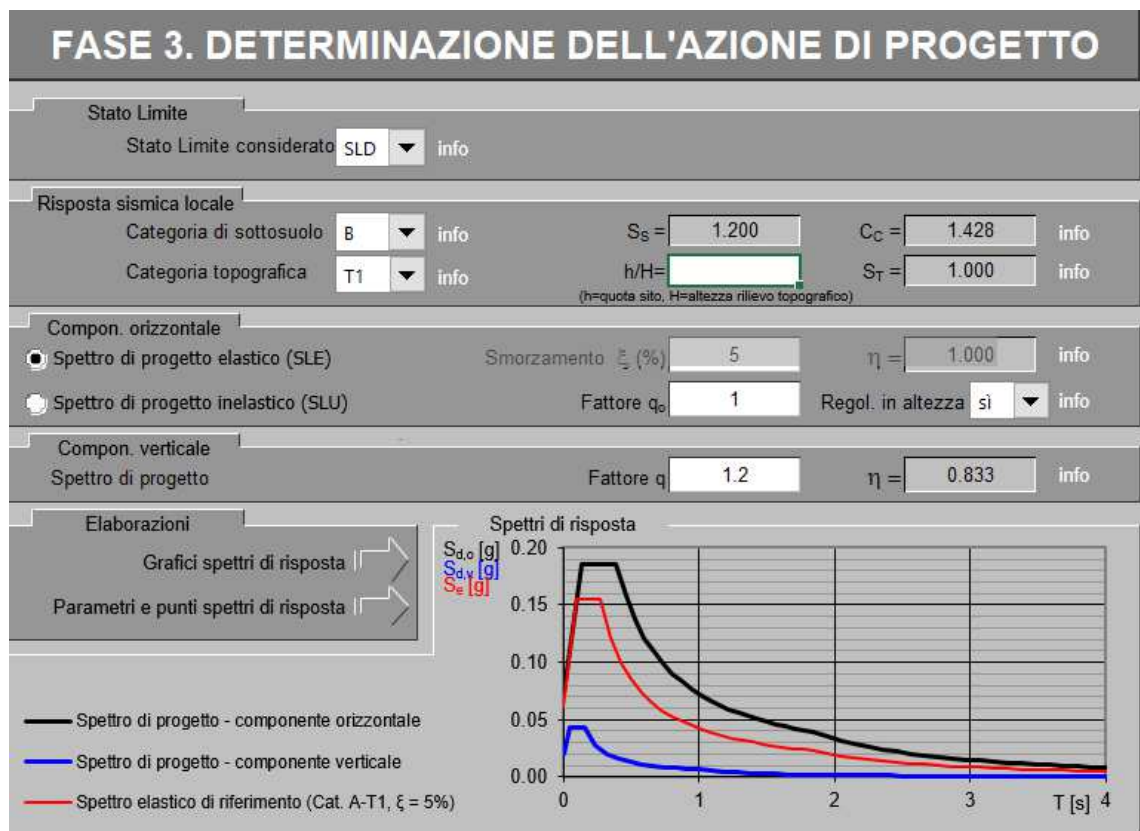 FASE 3. DETERMINAZIONE DELL'AZIONE DI PROGETTO
Stato Limite
Stato Limite considerato SLD info
Risposta sismica locale
Categoria di sottosuolo B info S_S = 1.200 C_C = 1.428 info
Categoria topografica T1 info h/H= S_T = 1.000 info
(h=quota sito, H=altezza rilievo topografico)
Compon. orizzontale
Spettro di progetto elastico (SLE) Smorzamento ξ (%) 5 η = 1.000 info
Spettro di progetto inelastico (SLU) Fattore q_o 1 Regol. in altezza sì info
Compon. verticale
Spettro di progetto Fattore q 1.2 η = 0.833 info
Elaborazioni
Grafici spettri di risposta
Parametri e punti spettri di risposta
Spettri di risposta
S_d,o [g]
S_d,v [g]
S_e [g]
0.20
0.15
0.10
0.05
0.00
0 1 2 3 T [s] 4
Spettro di progetto - componente orizzontale
Spettro di progetto - componente verticale
Spettro elastico di riferimento (Cat. A-T1, ξ = 5%)